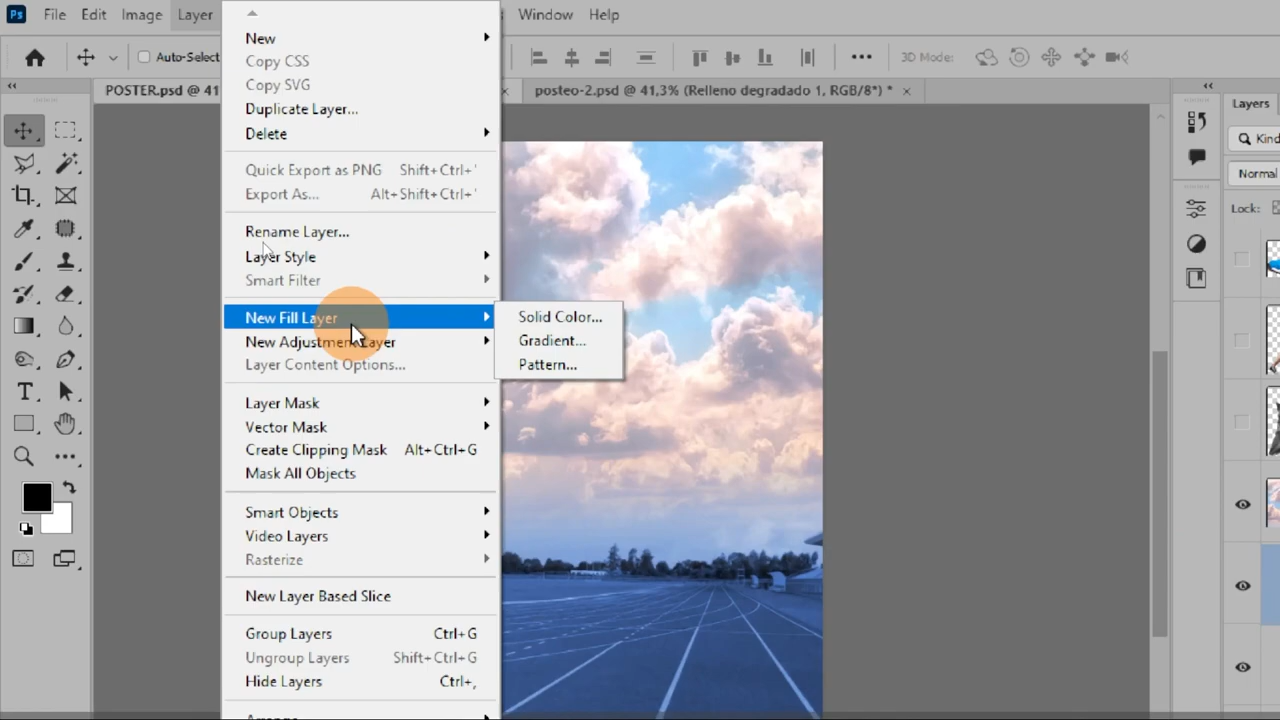 Ps File Edit Image Layer Window Help
Auto-Select 3D Mode:
POSTER.psd @ 41 posteo-2.psd @ 41,3% (Relleno degradado 1, RGB/8*) *
New
Copy CSS
Copy SVG
Duplicate Layer...
Delete
Quick Export as PNG Shift+Ctrl+'
Export As... Alt+Shift+Ctrl+'
Rename Layer...
Layer Style
Smart Filter
New Fill Layer
New Adjustment Layer
Layer Content Options...
Layer Mask
Vector Mask
Create Clipping Mask Alt+Ctrl+G
Mask All Objects
Smart Objects
Video Layers
Rasterize
New Layer Based Slice
Group Layers Ctrl+G
Ungroup Layers Shift+Ctrl+G
Hide Layers Ctrl+,
Arrange
Solid Color...
Gradient...
Pattern...
Layers
Kind
Normal
Lock: